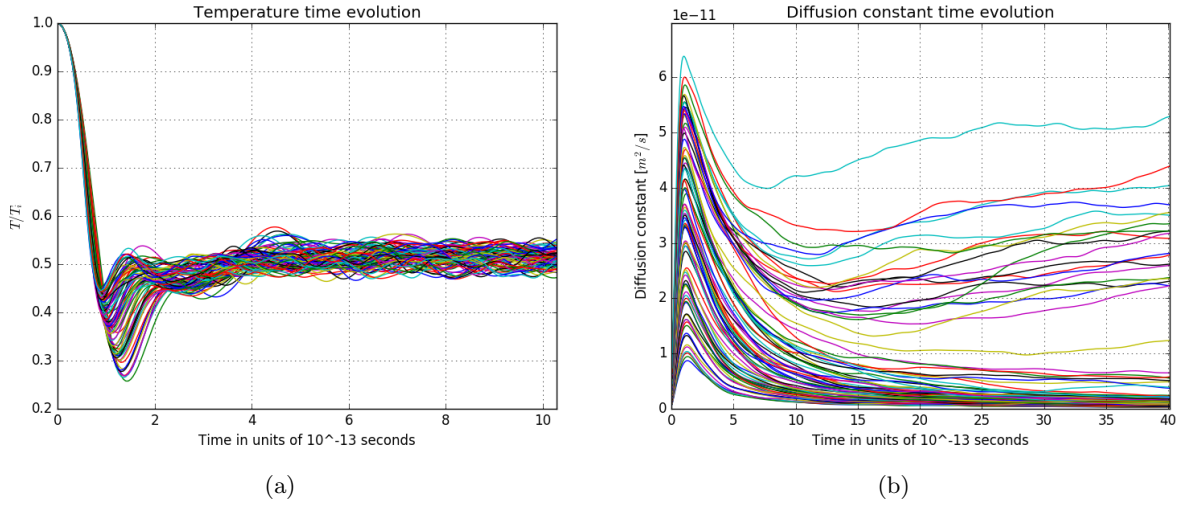 Temperature time evolution
1.0
0.9
0.8
0.7
0.6
0.5
0.4
0.3
0.2
T/Ti
0 2 4 6 8 10
Time in units of 10^-13 seconds
(a)
Diffusion constant time evolution
1e−11
6
5
4
3
2
1
0
Diffusion constant [m²/s]
0 5 10 15 20 25 30 35 40
Time in units of 10^-13 seconds
(b)